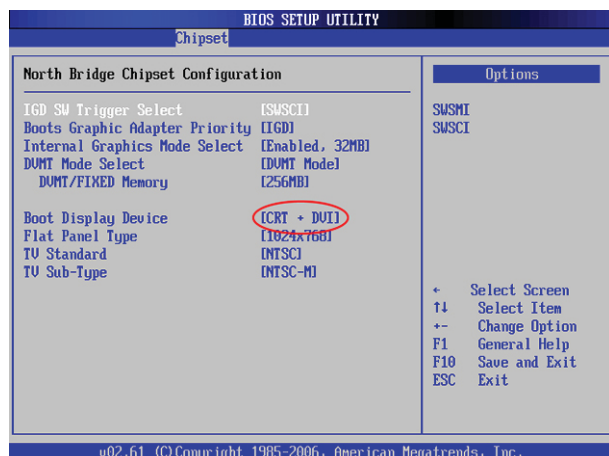 BIOS SETUP UTILITY
Chipset
North Bridge Chipset Configuration
IGD SW Trigger Select [SWSCI]
Boots Graphic Adapter Priority [IGD]
Internal Graphics Mode Select [Enabled, 32MB]
DVMT Mode Select [DVMT Mode]
DVMT/FIXED Memory [256MB]
Boot Display Device [CRT + DVI]
Flat Panel Type [1024x768]
TV Standard [NTSC]
TV Sub-Type [NTSC-M]
Options
SWSMI
SWSCI
← Select Screen
↑↓ Select Item
+- Change Option
F1 General Help
F10 Save and Exit
ESC Exit
v02.61 (C)Copyright 1985-2006, American Megatrends, Inc.